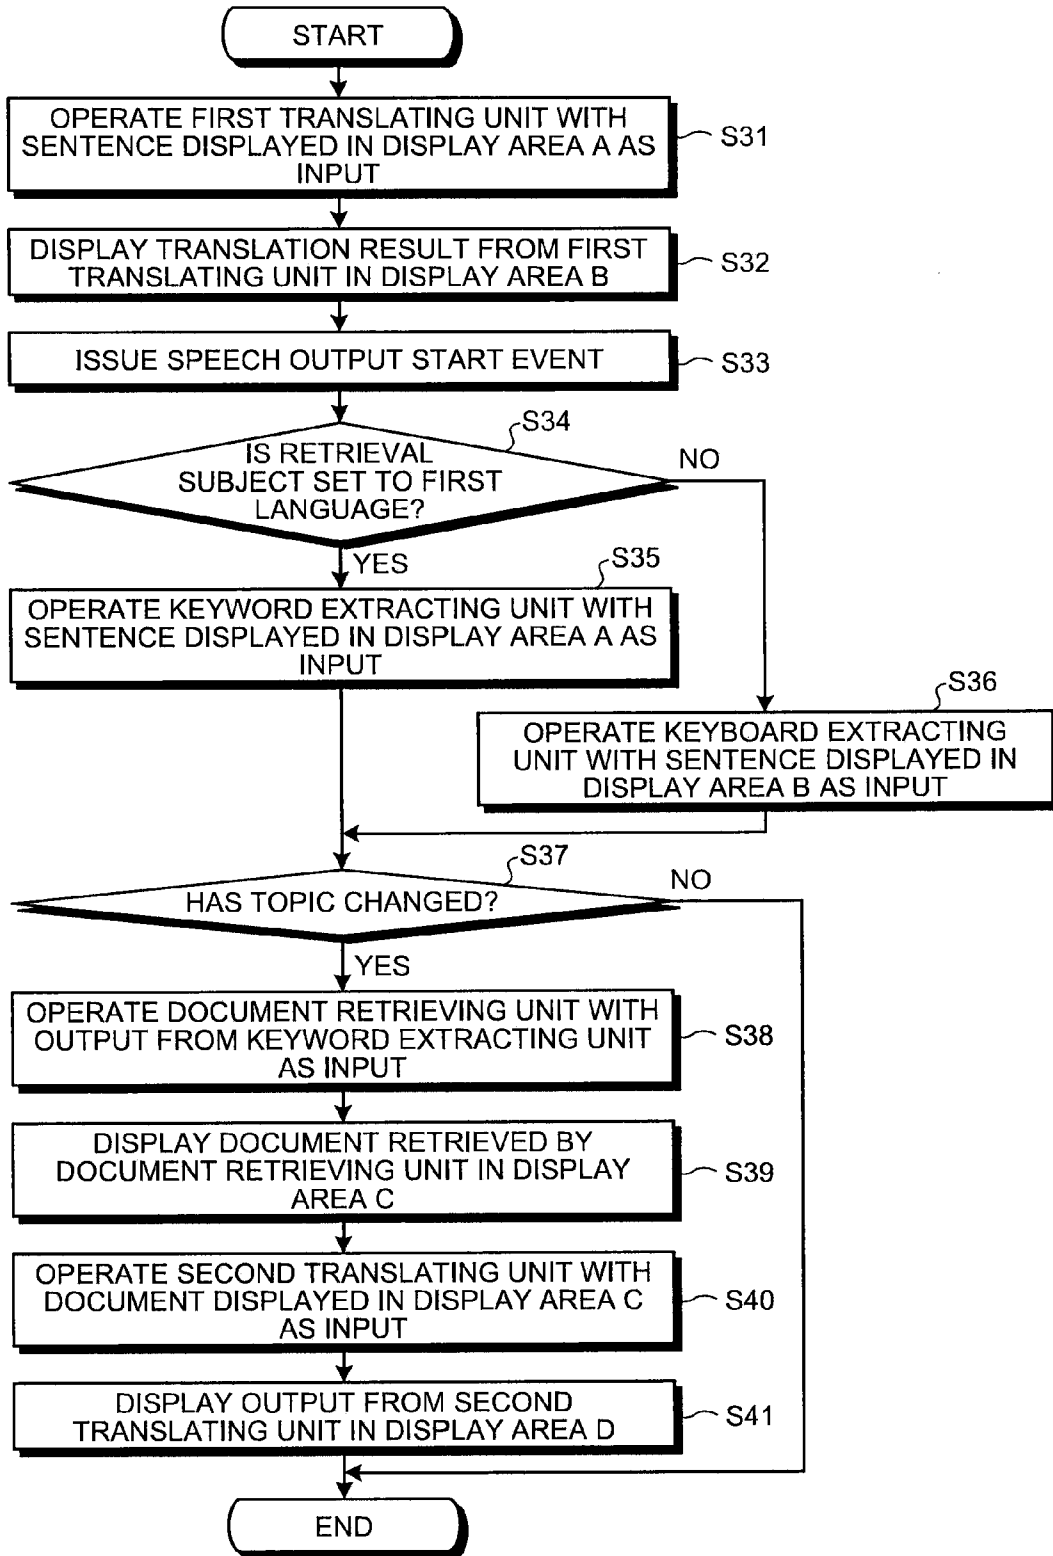 START
OPERATE FIRST TRANSLATING UNIT WITH
SENTENCE DISPLAYED IN DISPLAY AREA A AS
INPUT
S31
DISPLAY TRANSLATION RESULT FROM FIRST
TRANSLATING UNIT IN DISPLAY AREA B
S32
ISSUE SPEECH OUTPUT START EVENT
S33
S34
IS RETRIEVAL
SUBJECT SET TO FIRST
LANGUAGE?
NO
YES
S35
OPERATE KEYWORD EXTRACTING UNIT WITH
SENTENCE DISPLAYED IN DISPLAY AREA A AS
INPUT
S36
OPERATE KEYBOARD EXTRACTING
UNIT WITH SENTENCE DISPLAYED IN
DISPLAY AREA B AS INPUT
S37
HAS TOPIC CHANGED?
NO
YES
OPERATE DOCUMENT RETRIEVING UNIT WITH
OUTPUT FROM KEYWORD EXTRACTING UNIT
AS INPUT
S38
DISPLAY DOCUMENT RETRIEVED BY
DOCUMENT RETRIEVING UNIT IN DISPLAY
AREA C
S39
OPERATE SECOND TRANSLATING UNIT WITH
DOCUMENT DISPLAYED IN DISPLAY AREA C
AS INPUT
S40
DISPLAY OUTPUT FROM SECOND
TRANSLATING UNIT IN DISPLAY AREA D
S41
END